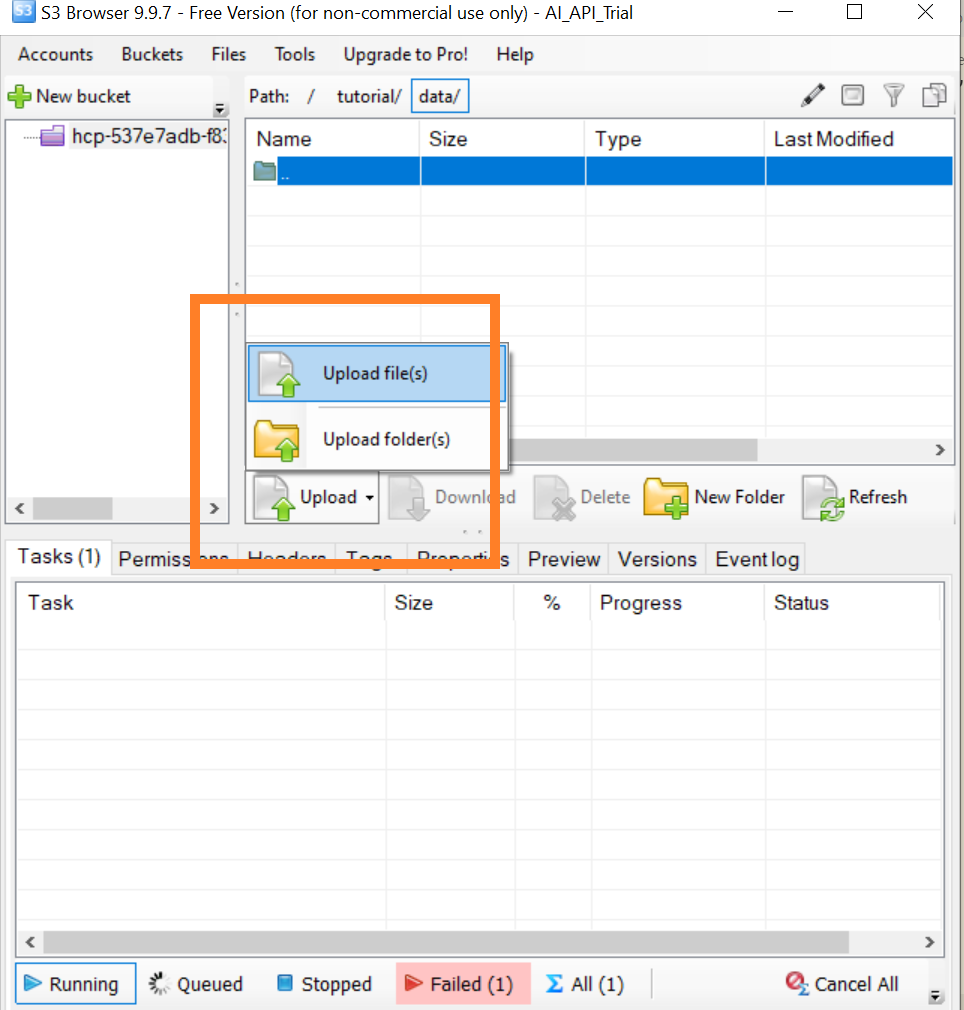 S3 S3 Browser 9.9.7 - Free Version (for non-commercial use only) - AI_API_Trial
Accounts Buckets Files Tools Upgrade to Pro! Help
New bucket Path: / tutorial/ data/
hcp-537e7adb-f83
Name Size Type Last Modified
..
Upload file(s)
Upload folder(s)
Upload Download Delete New Folder Refresh
Tasks (1) Permissions Headers Tags Properties Preview Versions Event log
Task Size % Progress Status
Running Queued Stopped Failed (1) All (1) Cancel All